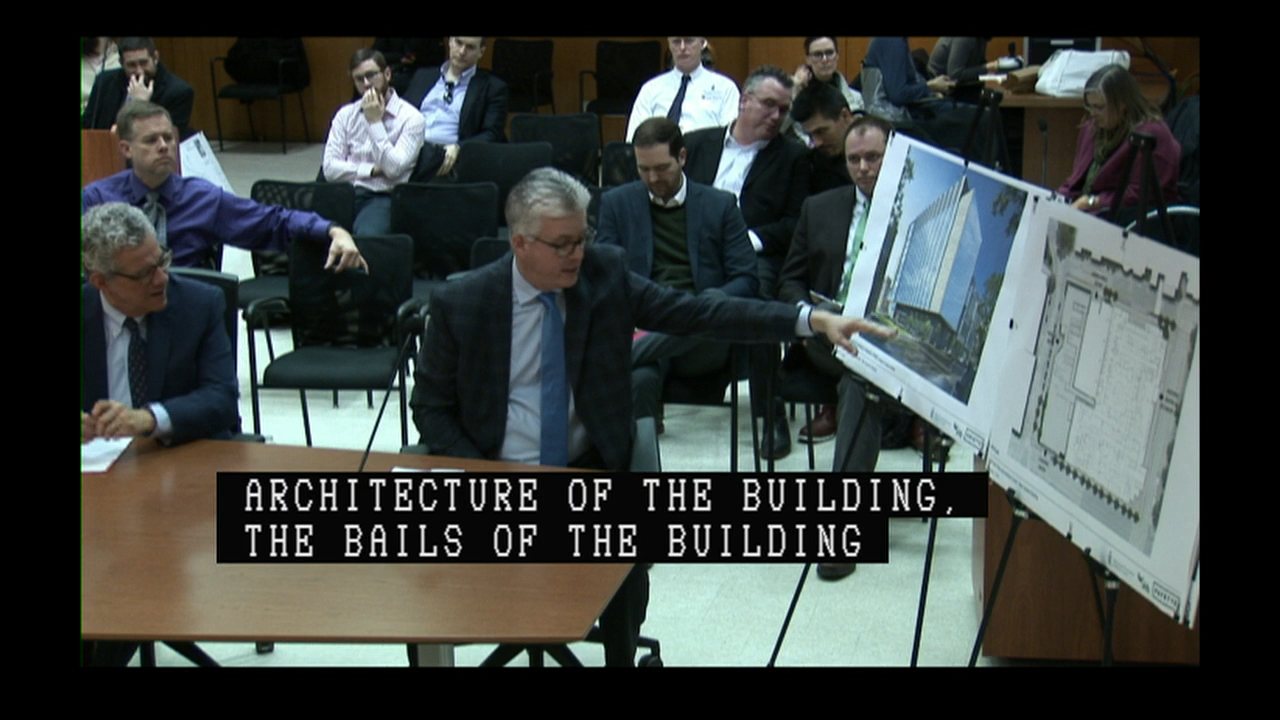 ARCHITECTURE OF THE BUILDING,
THE BAILS OF THE BUILDING